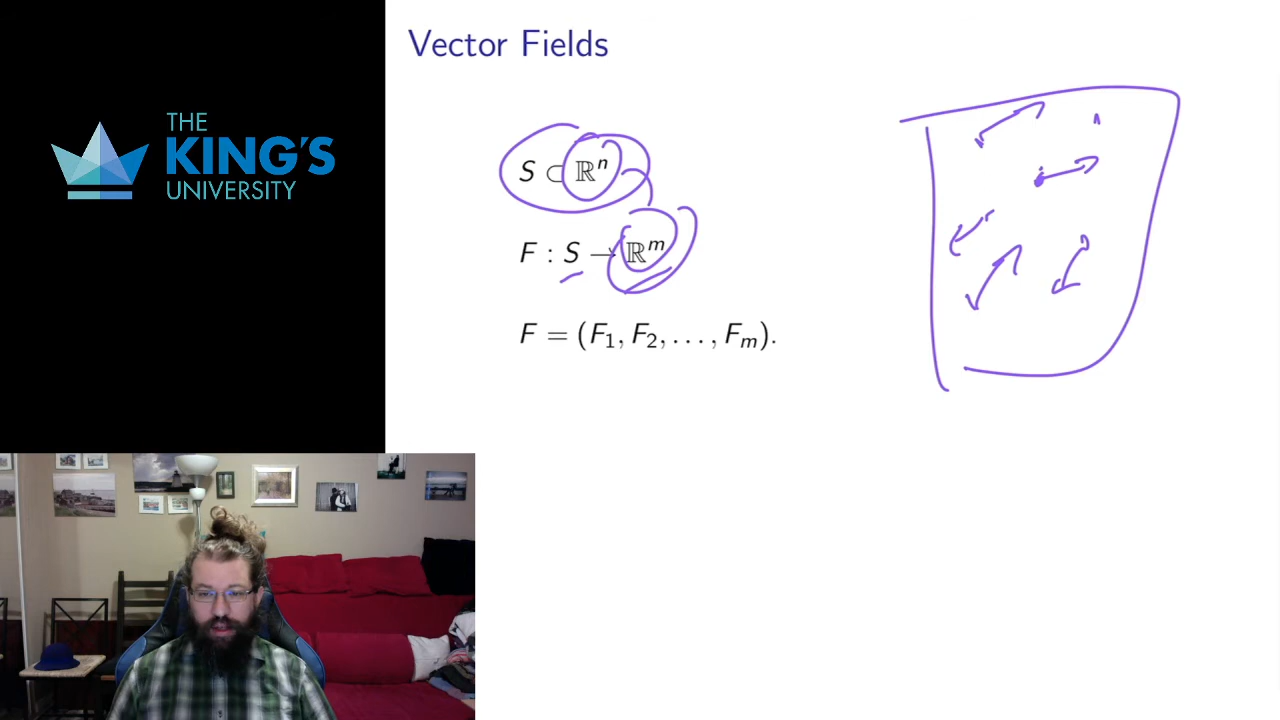 THE
KING'S
UNIVERSITY
Vector Fields
S ⊂ ℝⁿ
F : S → ℝᵐ
F = (F₁, F₂, . . . , Fₘ).